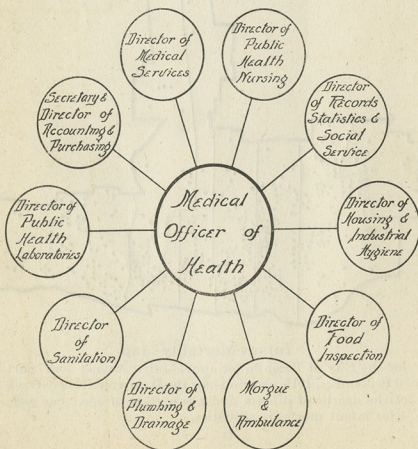 Director of
Medical
Services
Director of
Public
Health
Nursing
Director
of Records
Statistics &
Social
Service
Director of
Housing &
Industrial
Hygiene
Director of
Food
Inspection
Morgue
&
Ambulance
Director of
Plumbing &
Drainage
Director
of
Sanitation
Director of
Public
Health
Laboratories
Secretary &
Director of
Accounting &
Purchasing
Medical
Officer of
Health